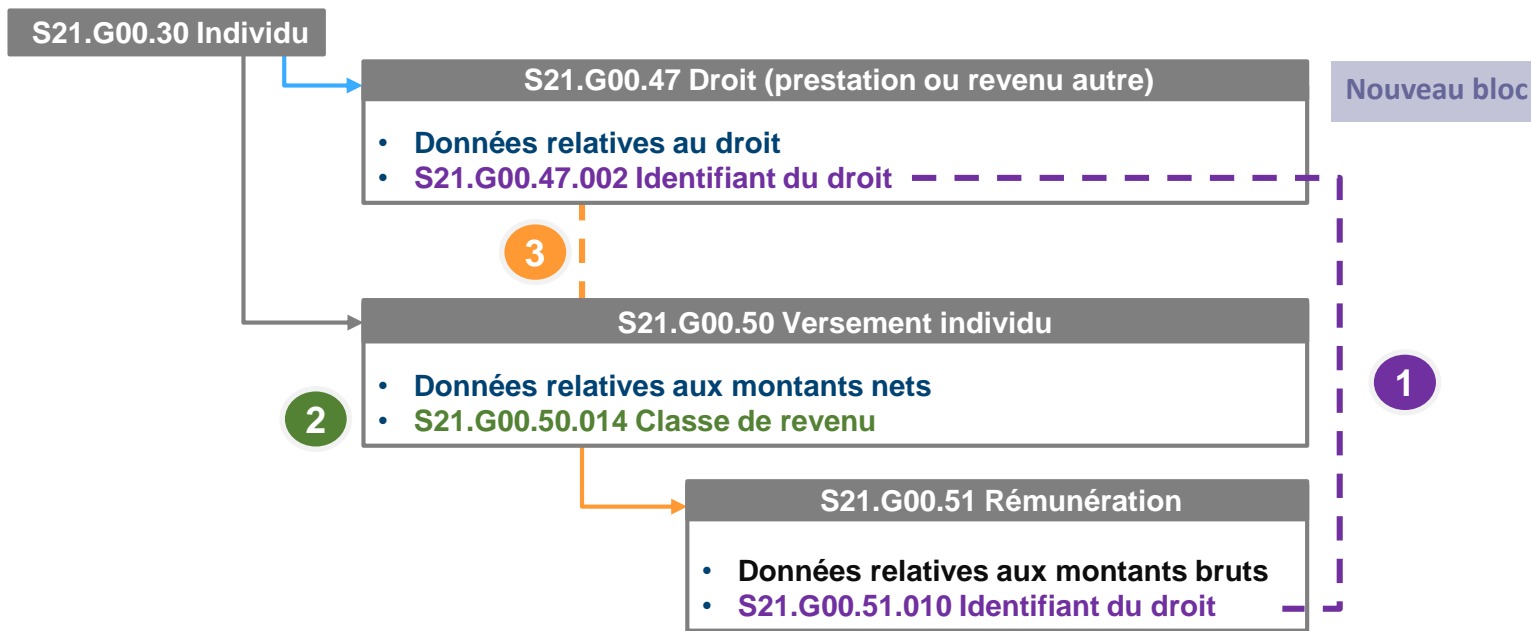 S21.G00.30 Individu
S21.G00.47 Droit (prestation ou revenu autre)
Nouveau bloc
• Données relatives au droit
• S21.G00.47.002 Identifiant du droit
3
S21.G00.50 Versement individu
• Données relatives aux montants nets
1
2
• S21.G00.50.014 Classe de revenu
S21.G00.51 Rémunération
• Données relatives aux montants bruts
• S21.G00.51.010 Identifiant du droit